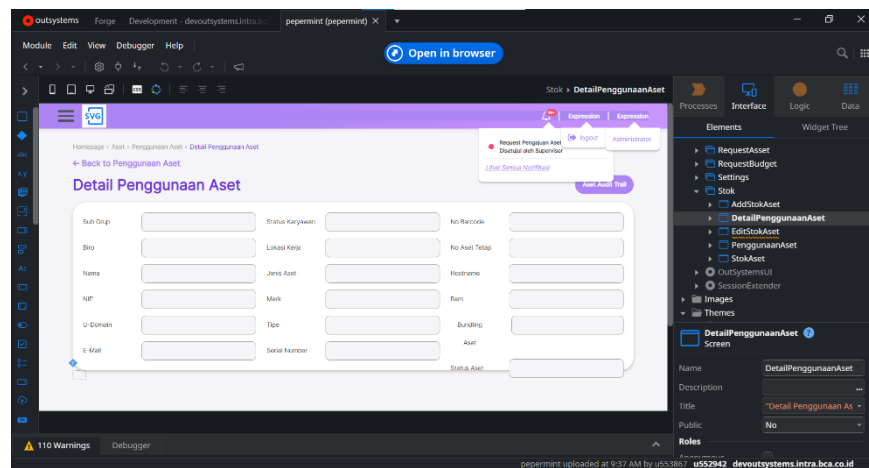 outsystems Forge Development - devoutsystems.intra.bc pepermint (pepermint)
Module Edit View Debugger Help
Open in browser
Stok DetailPenggunaanAset
Processes Interface Logic Data
Elements Widget Tree
SVG
Expression Expression
logout Administrator
Request Pengajuan Aset
Disetujui oleh Supervisor
Lihat Semua Notifikasi
Homepage > Aset > Penggunaan Aset > Detail Penggunaan Aset
← Back to Penggunaan Aset
Detail Penggunaan Aset
Aset Audit Trail
Sub Grup Status Karyawan No Barcode
Biro Lokasi Kerja No Aset Tetap
Nama Jenis Aset Hostname
NIP Merk Ram
U-Domain Tipe Bundling Aset
E-Mail Serial Number Status Aset
RequestAsset
RequestBudget
Settings
Stok
AddStokAset
DetailPenggunaanAset
EditStokAset
PenggunaanAset
StokAset
OutSystemsUI
SessionExtender
Images
Themes
DetailPenggunaanAset
Screen
Name DetailPenggunaanAset
Description ...
Title "Detail Penggunaan As
Public No
Roles
110 Warnings Debugger
pepermint uploaded at 9:37 AM by u553867 u552942 devoutsystems.intra.bca.co.id